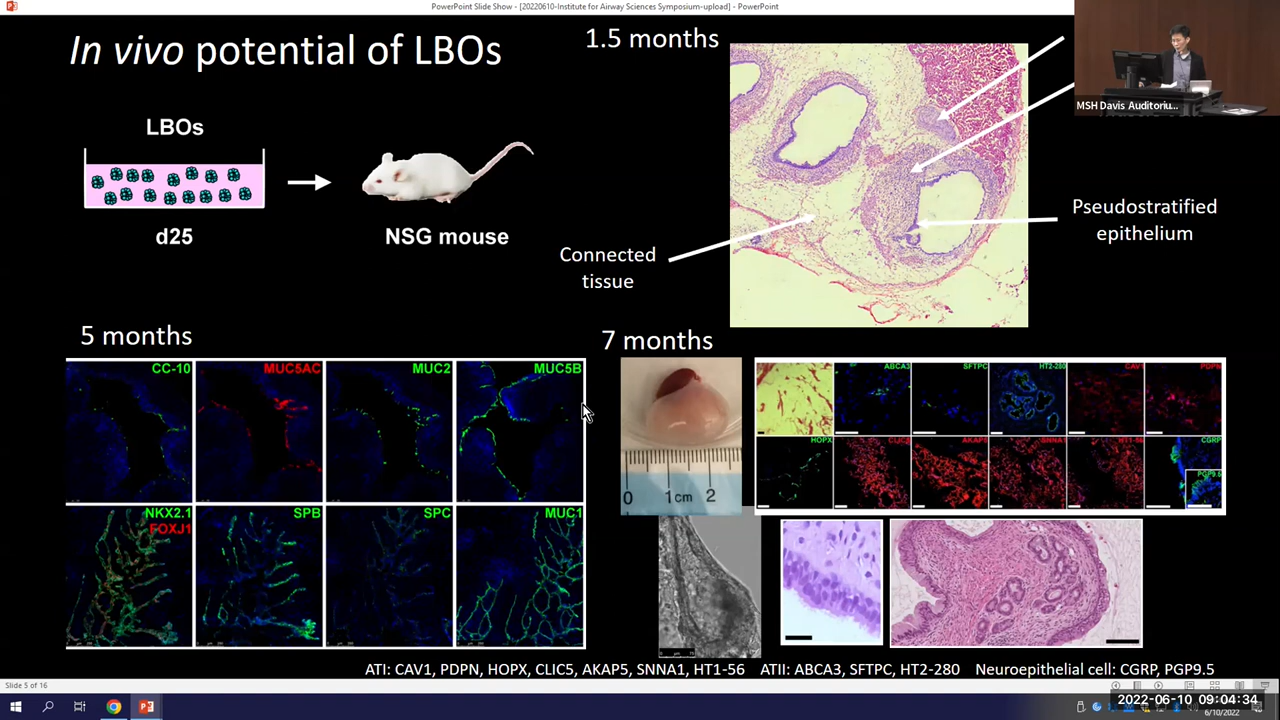 PowerPoint Slide Show - [20220610-Institute for Airway Sciences Symposium-upload] - PowerPoint
In vivo potential of LBOs
1.5 months
MSH Davis Auditoriu...
LBOs
d25
NSG mouse
Connected
tissue
Pseudostratified
epithelium
5 months
7 months
CC-10
MUC5AC
MUC2
MUC5B
NKX2.1
FOXJ1
SPB
SPC
MUC1
0 1cm 2
ABCA3
SFTPC
HT2-280
CAV1
PDPN
HOPX
CLIC5
AKAP5
SNNA1
HT1-56
CGRP
PGP9.5
ATI: CAV1, PDPN, HOPX, CLIC5, AKAP5, SNNA1, HT1-56 ATII: ABCA3, SFTPC, HT2-280 Neuroepithelial cell: CGRP, PGP9.5
Slide 5 of 16
2022-06-10 09:04:34
6/10/2022